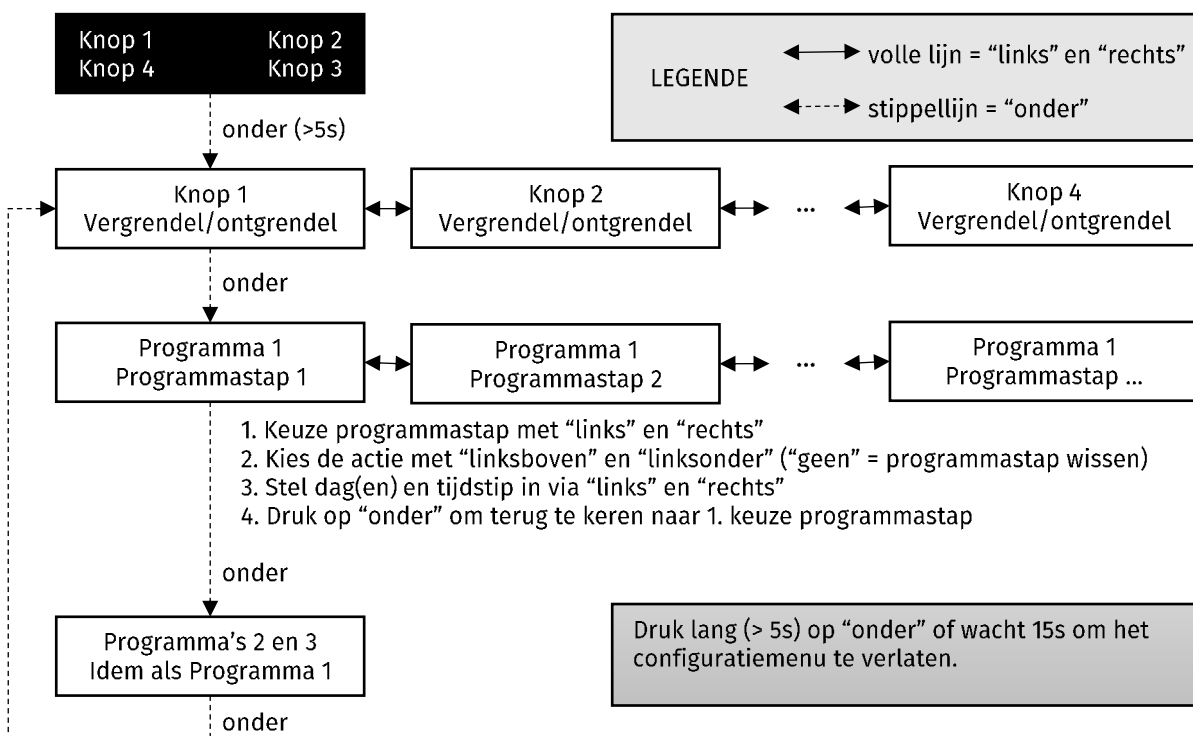 Knop 1 Knop 2
Knop 4 Knop 3
LEGENDE
volle lijn = “links” en “rechts”
stippellijn = “onder”
onder (>5s)
Knop 1
Vergrendel/ontgrendel
Knop 2
Vergrendel/ontgrendel
...
Knop 4
Vergrendel/ontgrendel
onder
Programma 1
Programmastap 1
Programma 1
Programmastap 2
...
Programma 1
Programmastap ...
1. Keuze programmastap met “links” en “rechts”
2. Kies de actie met “linksboven” en “linksonder” (“geen” = programmastap wissen)
3. Stel dag(en) en tijdstip in via “links” en “rechts”
4. Druk op “onder” om terug te keren naar 1. keuze programmastap
onder
Programma’s 2 en 3
Idem als Programma 1
Druk lang (> 5s) op “onder” of wacht 15s om het
configuratiemenu te verlaten.
onder